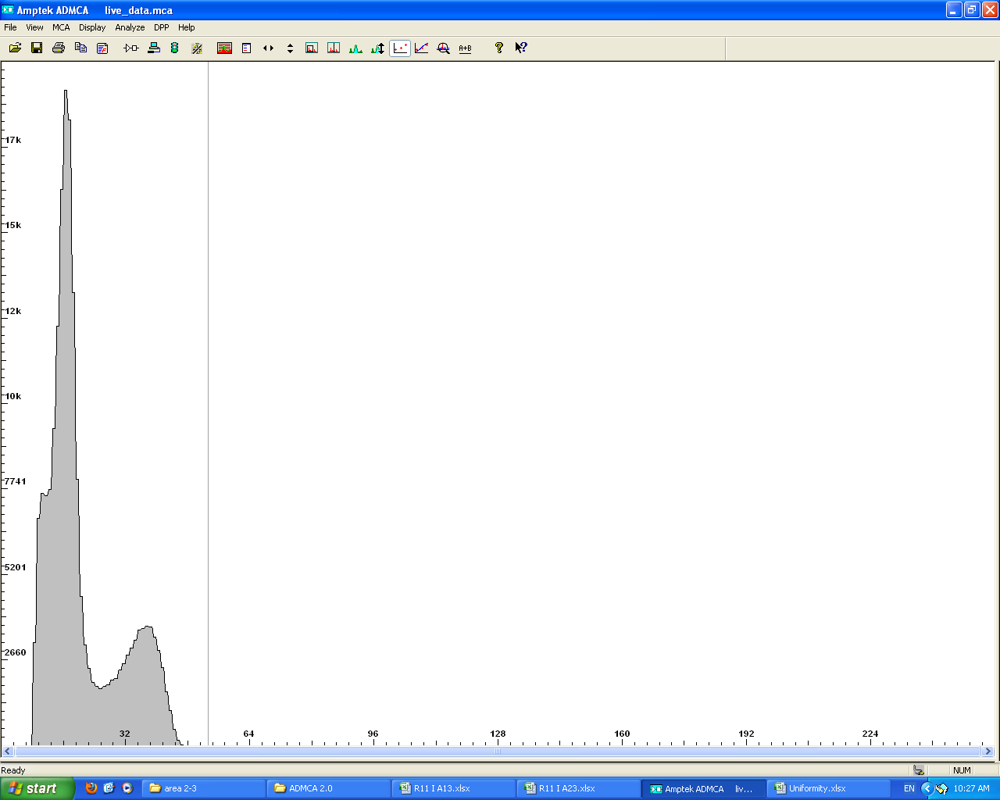 Amptek ADMCA live_data.mca
File View MCA Display Analyze DPP Help
A+B
17k
15k
12k
10k
7741
5201
2660
32 64 96 128 160 192 224
Ready NUM
start area 2-3 ADMCA 2.0 R11 I A13.xlsx R11 I A23.xlsx Amptek ADMCA liv... Uniformity.xlsx EN 10:27 AM